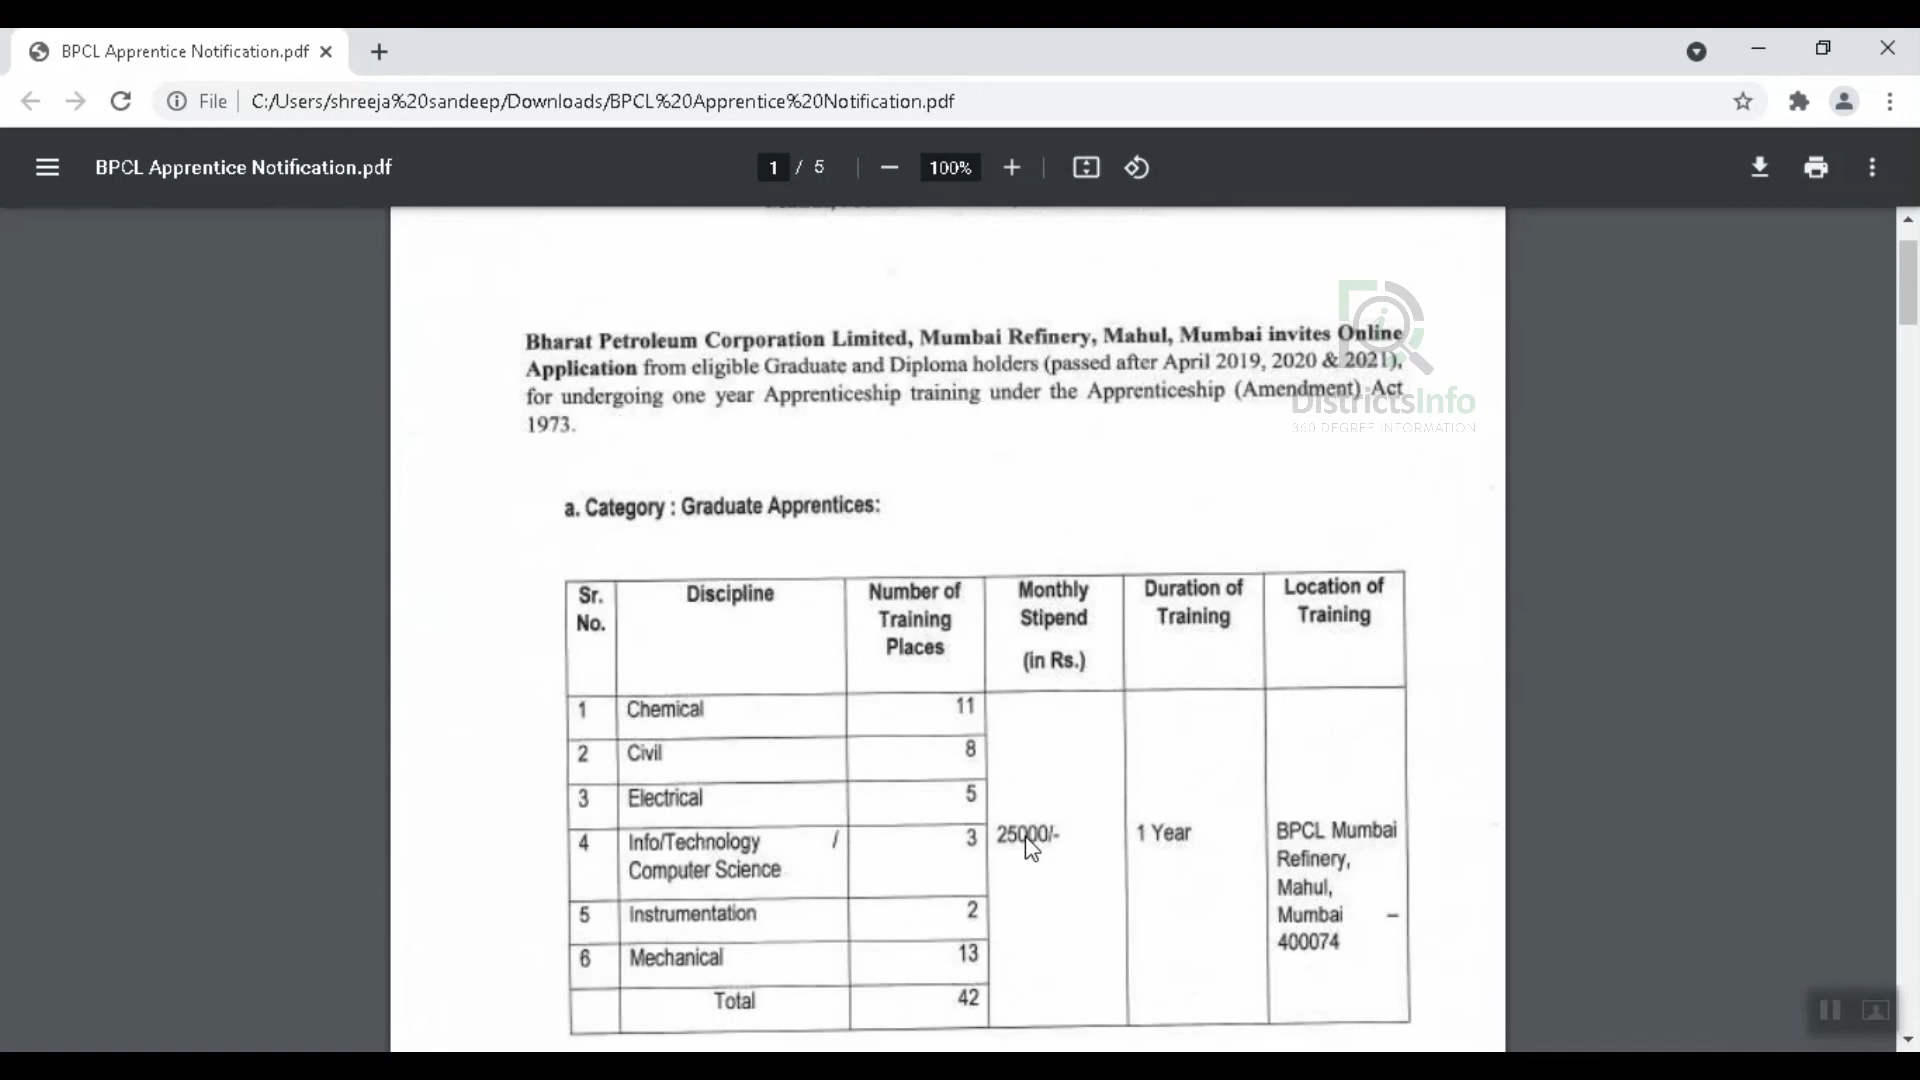 BPCL Apprentice Notification.pdf
File
C:/Users/shreeja%20sandeep/Downloads/BPCL%20Apprentice%20Notification.pdf
BPCL Apprentice Notification.pdf
1 / 5
100%
Bharat Petroleum Corporation Limited, Mumbai Refinery, Mahul, Mumbai invites Online
Application from eligible Graduate and Diploma holders (passed after April 2019, 2020 & 2021),
for undergoing one year Apprenticeship training under the Apprenticeship (Amendment) Act
1973.
DistrictsInfo
360 DEGREE INFORMATION
a. Category : Graduate Apprentices:
Sr. No. Discipline Number of Training Places Monthly Stipend (in Rs.) Duration of Training Location of Training
1 Chemical 11
2 Civil 8
3 Electrical 5
4 Info/Technology / Computer Science 3
25000/-
1 Year
BPCL Mumbai
Refinery,
Mahul,
Mumbai –
400074
5 Instrumentation 2
6 Mechanical 13
Total 42